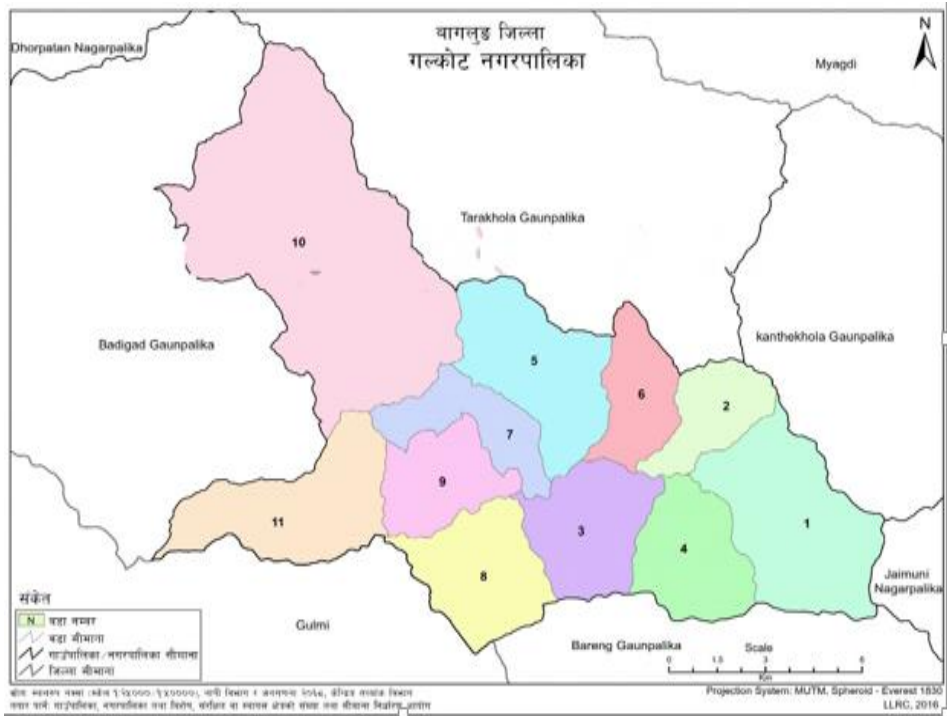 वागलुङ जिल्ला
गल्कोट नगरपालिका
N
Dhorpatan Nagarpalika
Myagdi
Tarakhola Gaunpalika
10
Badigad Gaunpalika
kanthekhola Gaunpalika
5
6
2
7
9
11
3
1
4
8
Jaimuni
Nagarpalika
Gulmi
Bareng Gaunpalika
संकेत
N वडा नम्बर
वडा सीमाना
गाउंपालिका/नगरपालिका सीमाना
जिल्ला सीमाना
Scale
0 1.5 3 6
Km
Projection System: MUTM, Spheroid - Everest 1830
LLRC, 2016